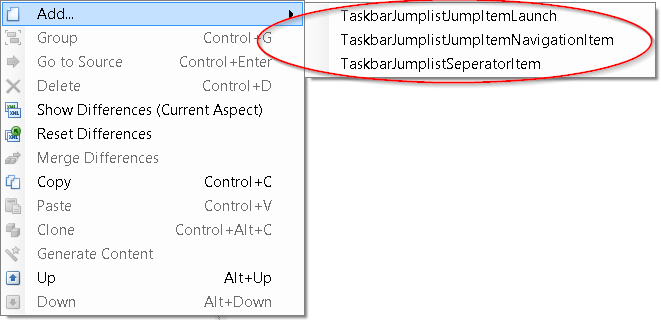 Add...
TaskbarJumplistJumpItemLaunch
TaskbarJumplistJumpItemNavigationItem
TaskbarJumplistSeperatorItem
Group Control+G
Go to Source Control+Enter
Delete Control+D
Show Differences (Current Aspect)
Reset Differences
Merge Differences
Copy Control+C
Paste Control+V
Clone Control+Alt+C
Generate Content
Up Alt+Up
Down Alt+Down